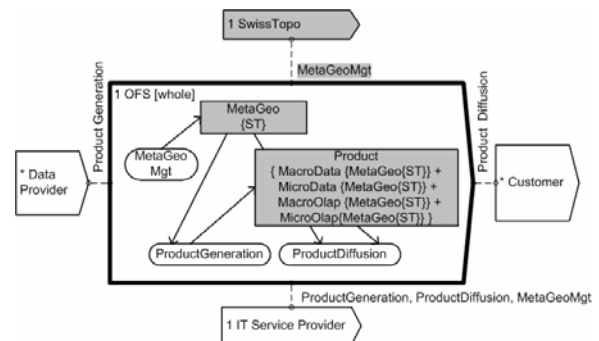 1 SwissTopo
MetaGeoMgt
Product Generation
Product Diffusion
1 OFS [whole]
MetaGeo
{ST}
MetaGeo
Mgt
* Data
Provider
Product
{ MacroData {MetaGeo{ST}} +
MicroData {MetaGeo{ST}} +
MacroOlap {MetaGeo{ST}} +
MicroOlap{MetaGeo{ST}} }
* Customer
ProductGeneration
ProductDiffusion
ProductGeneration, ProductDiffusion, MetaGeoMgt
1 IT Service Provider